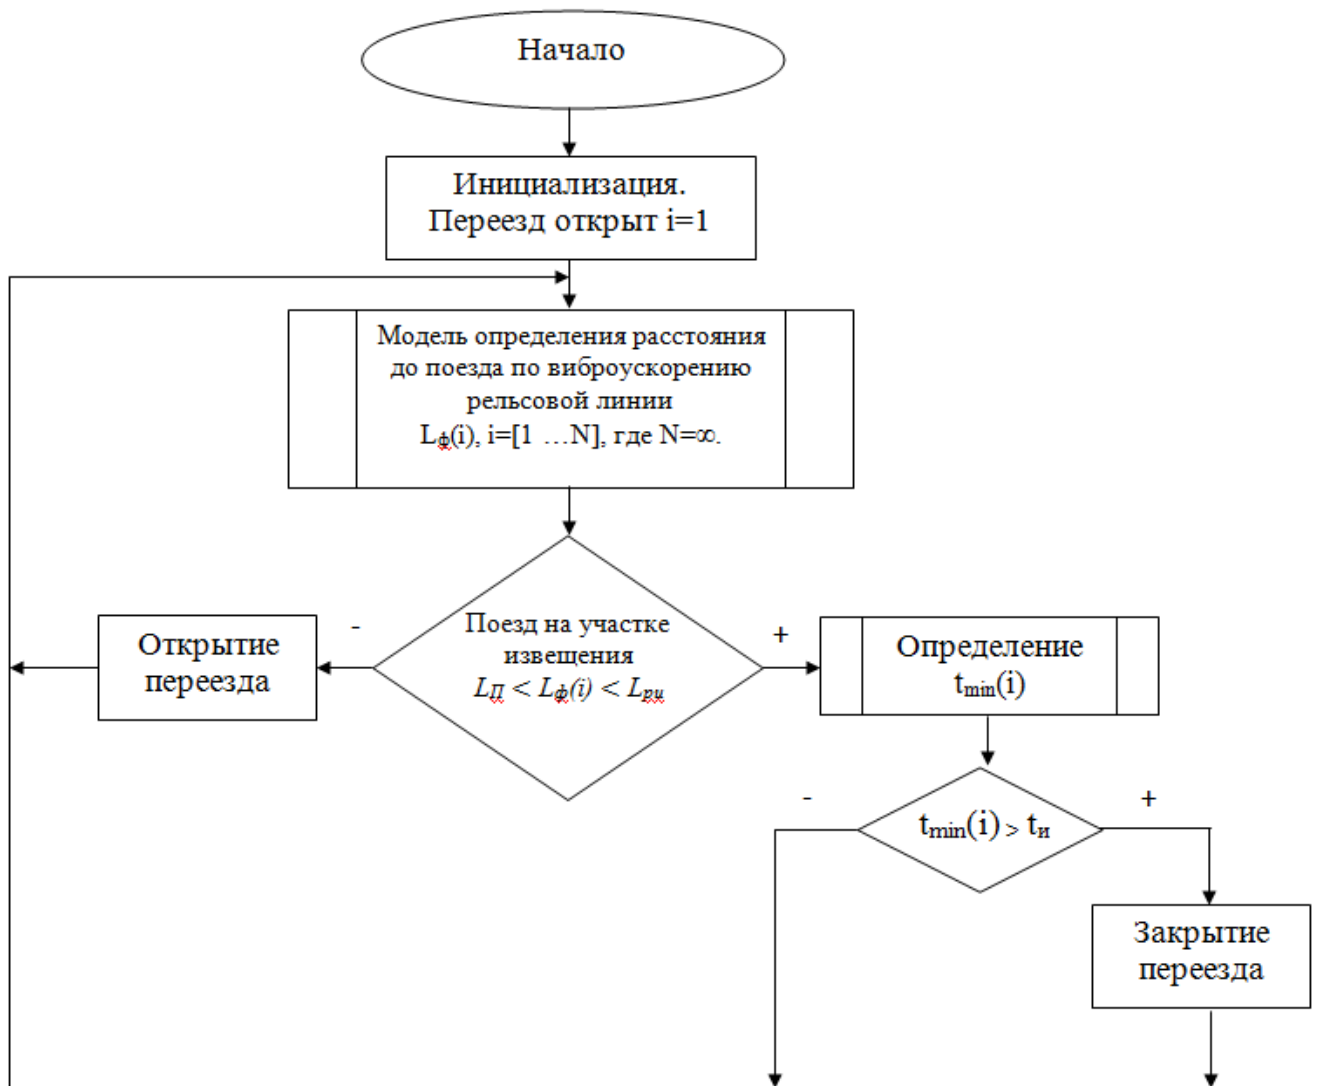 Начало
Инициализация.
Переезд открыт i=1
Модель определения расстояния
до поезда по виброускорению
рельсовой линии
Lф(i), i=[1 …N], где N=∞.
-
Поезд на участке
извещения
LП < Lф(i) < Lри
+
Открытие
переезда
Определение
tmin(i)
-
tmin(i) > tи
+
Закрытие
переезда